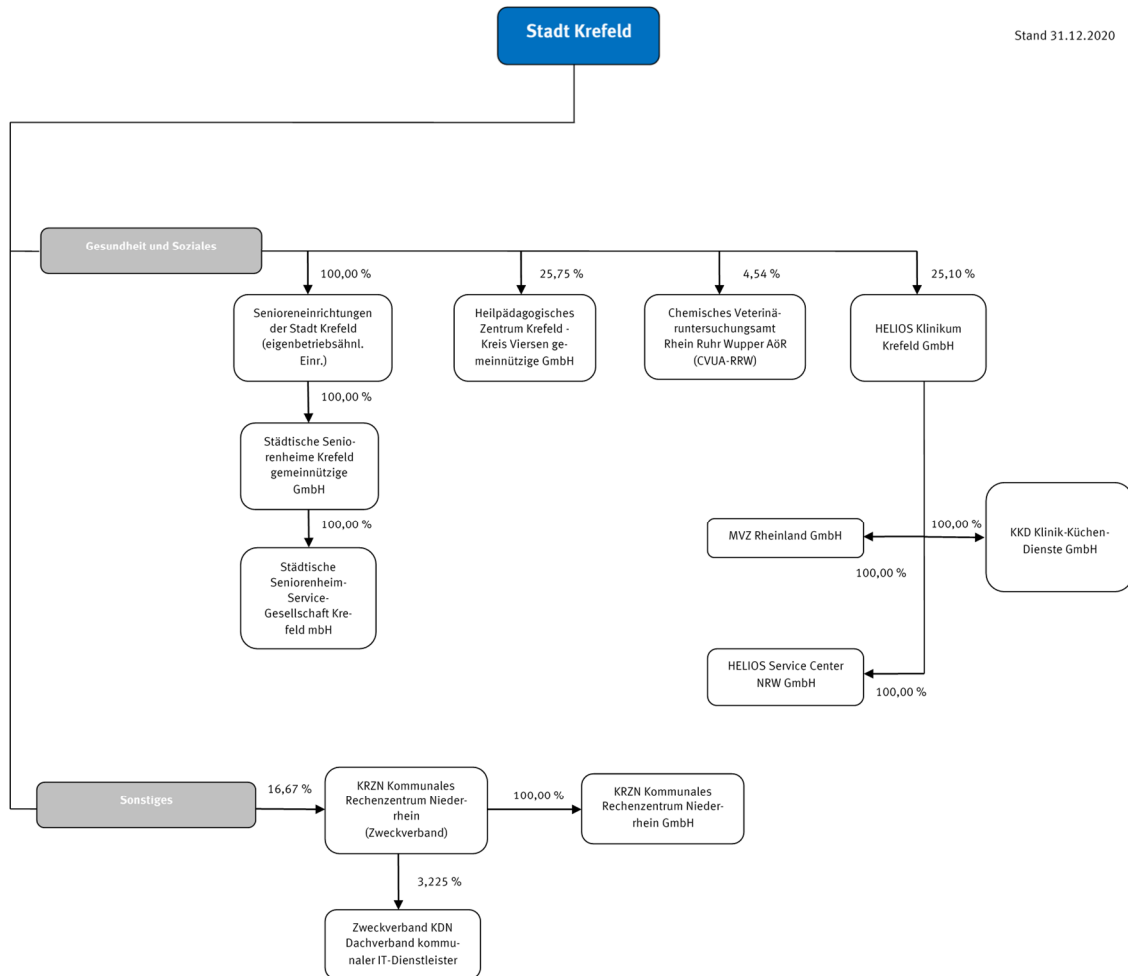 Stadt Krefeld
Stand 31.12.2020
Gesundheit und Soziales
100,00 %
25,75 %
4,54 %
25,10 %
Senioreneinrichtungen
der Stadt Krefeld
(eigenbetriebsähnl.
Einr.)
Heilpädagogisches
Zentrum Krefeld -
Kreis Viersen ge-
meinnützige GmbH
Chemisches Veterinä-
runtersuchungsamt
Rhein Ruhr Wupper AöR
(CVUA-RRW)
HELIOS Klinikum
Krefeld GmbH
100,00 %
Städtische Senio-
renheime Krefeld
gemeinnützige
GmbH
100,00 %
Städtische
Seniorenheim-
Service-
Gesellschaft Kre-
feld mbH
MVZ Rheinland GmbH
100,00 %
100,00 %
KKD Klinik-Küchen-
Dienste GmbH
HELIOS Service Center
NRW GmbH
100,00 %
Sonstiges
16,67 %
KRZN Kommunales
Rechenzentrum Nieder-
rhein
(Zweckverband)
100,00 %
KRZN Kommunales
Rechenzentrum Nieder-
rhein GmbH
3,225 %
Zweckverband KDN
Dachverband kommu-
naler IT-Dienstleister